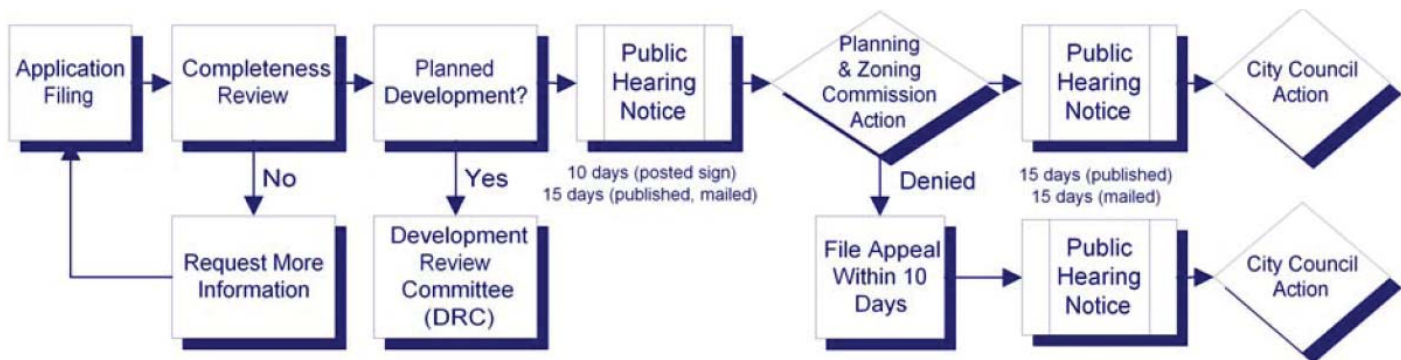 Application
Filing
Completeness
Review
Planned
Development?
Public
Hearing
Notice
Planning
& Zoning
Commission
Action
Public
Hearing
Notice
City Council
Action
10 days (posted sign)
15 days (published, mailed)
15 days (published)
15 days (mailed)
No
Yes
Denied
Request More
Information
Development
Review
Committee
(DRC)
File Appeal
Within 10
Days
Public
Hearing
Notice
City Council
Action